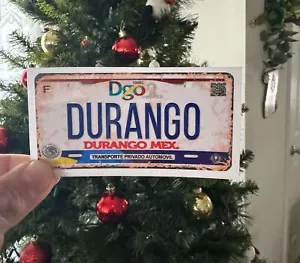 F
Dgo
DURANGO
DURANGO MEX.
TRANSPORTE PRIVADO AUTOMOVIL